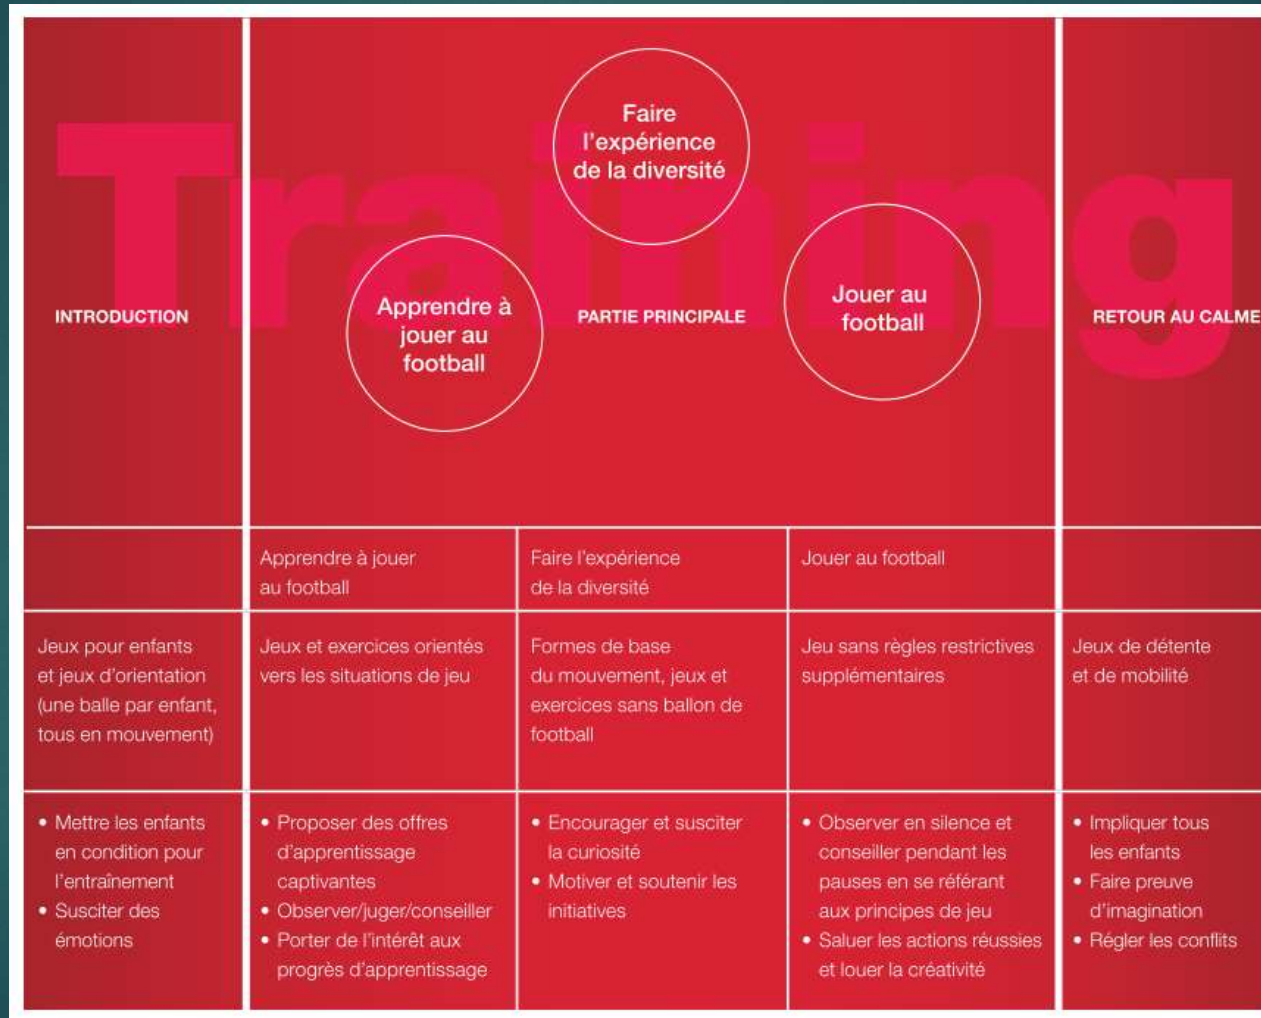 Training
Faire
l'expérience
de la diversité
Apprendre à
jouer au
football
Jouer au
football
INTRODUCTION
PARTIE PRINCIPALE
RETOUR AU CALME
Apprendre à jouer
au football
Faire l'expérience
de la diversité
Jouer au football
Jeux pour enfants
et jeux d'orientation
(une balle par enfant,
tous en mouvement)
Jeux et exercices orientés
vers les situations de jeu
Formes de base
du mouvement, jeux et
exercices sans ballon de
football
Jeu sans règles restrictives
supplémentaires
Jeux de détente
et de mobilité
• Mettre les enfants
en condition pour
l'entraînement
• Susciter des
émotions
• Proposer des offres
d'apprentissage
captivantes
• Observer/juger/conseiller
• Porter de l'intérêt aux
progrès d'apprentissage
• Encourager et susciter
la curiosité
• Motiver et soutenir les
initiatives
• Observer en silence et
conseiller pendant les
pauses en se référant
aux principes de jeu
• Saluer les actions réussies
et louer la créativité
• Impliquer tous
les enfants
• Faire preuve
d'imagination
• Régler les conflits